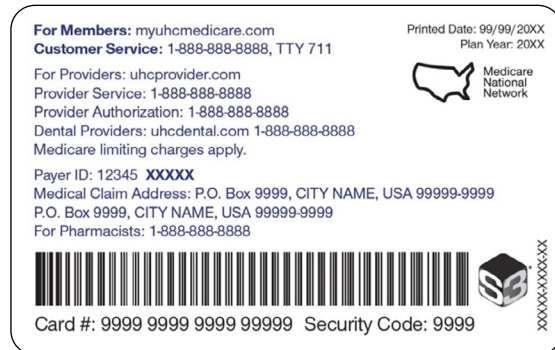 For Members: myuhcmedicare.com
Customer Service: 1-888-888-8888, TTY 711
Printed Date: 99/99/20XX
Plan Year: 20XX
Medicare
National
Network
For Providers: uhcprovider.com
Provider Service: 1-888-888-8888
Provider Authorization: 1-888-888-8888
Dental Providers: uhcdental.com 1-888-888-8888
Medicare limiting charges apply.
Payer ID: 12345 XXXXX
Medical Claim Address: P.O. Box 9999, CITY NAME, USA 99999-9999
P.O. Box 9999, CITY NAME, USA 99999-9999
For Pharmacists: 1-888-888-8888
S3
XXXXX-XXXX-XX
Card #: 9999 9999 9999 99999 Security Code: 9999